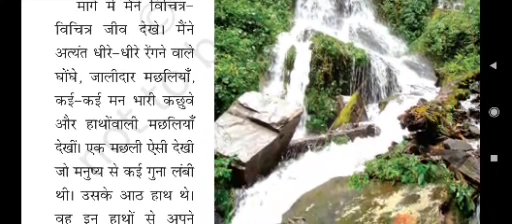 मार्ग में मैंने विचित्र-
विचित्र जीव देखे। मैंने
अत्यंत धीरे-धीरे रेंगने वाले
घोंघे, जालीदार मछलियाँ,
कई-कई मन भारी कछुवे
और हाथोंवाली मछलियाँ
देखीं। एक मछली ऐसी देखी
जो मनुष्य से कई गुना लंबी
थी। उसके आठ हाथ थे।
वह इन हाथों से अपने